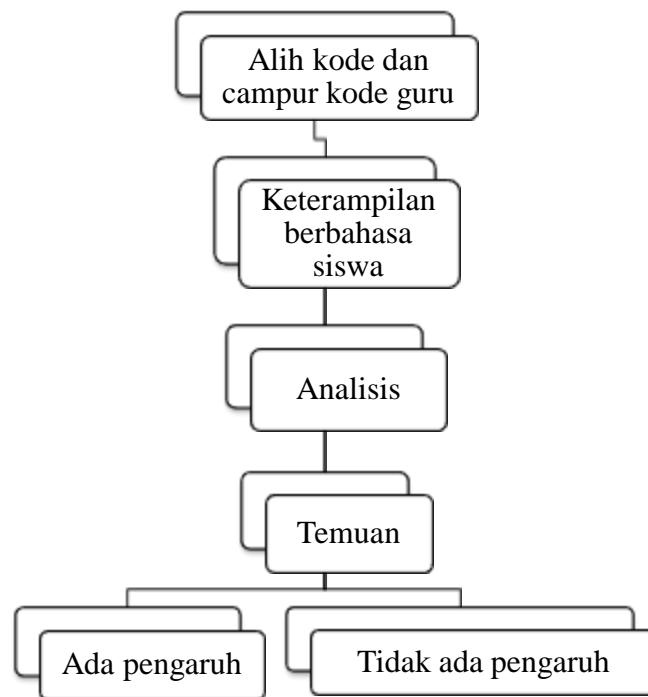 Alih kode dan
campur kode guru
Keterampilan
berbahasa
siswa
Analisis
Temuan
Ada pengaruh
Tidak ada pengaruh